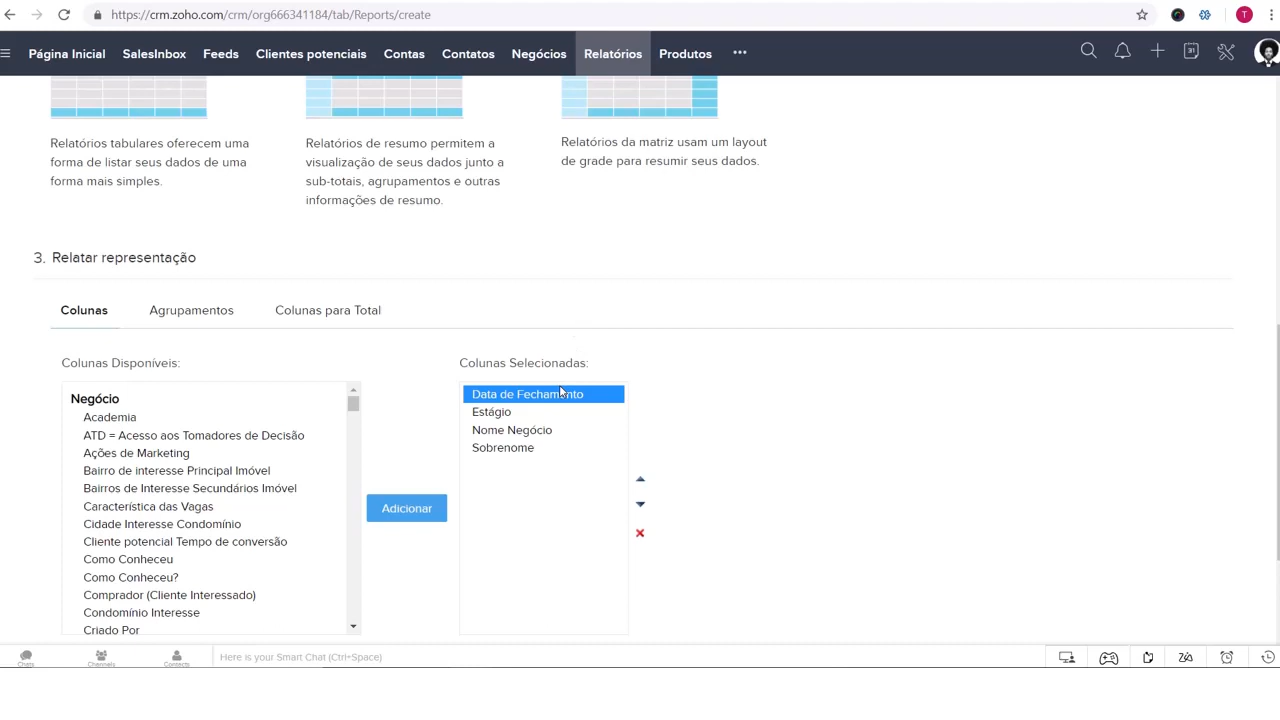 https://crm.zoho.com/crm/org666341184/tab/Reports/create
T
Página Inicial SalesInbox Feeds Clientes potenciais Contas Contatos Negócios Relatórios Produtos •••
31
Relatórios tabulares oferecem uma
forma de listar seus dados de uma
forma mais simples.
Relatórios de resumo permitem a
visualização de seus dados junto a
sub-totais, agrupamentos e outras
informações de resumo.
Relatórios da matriz usam um layout
de grade para resumir seus dados.
3. Relatar representação
Colunas Agrupamentos Colunas para Total
Colunas Disponíveis:
Negócio
Academia
ATD = Acesso aos Tomadores de Decisão
Ações de Marketing
Bairro de interesse Principal Imóvel
Bairros de Interesse Secundários Imóvel
Característica das Vagas
Cidade Interesse Condomínio
Cliente potencial Tempo de conversão
Como Conheceu
Como Conheceu?
Comprador (Cliente Interessado)
Condomínio Interesse
Criado Por
Adicionar
Colunas Selecionadas:
Data de Fechamento
Estágio
Nome Negócio
Sobrenome
Chats Channels Contacts Here is your Smart Chat (Ctrl+Space)